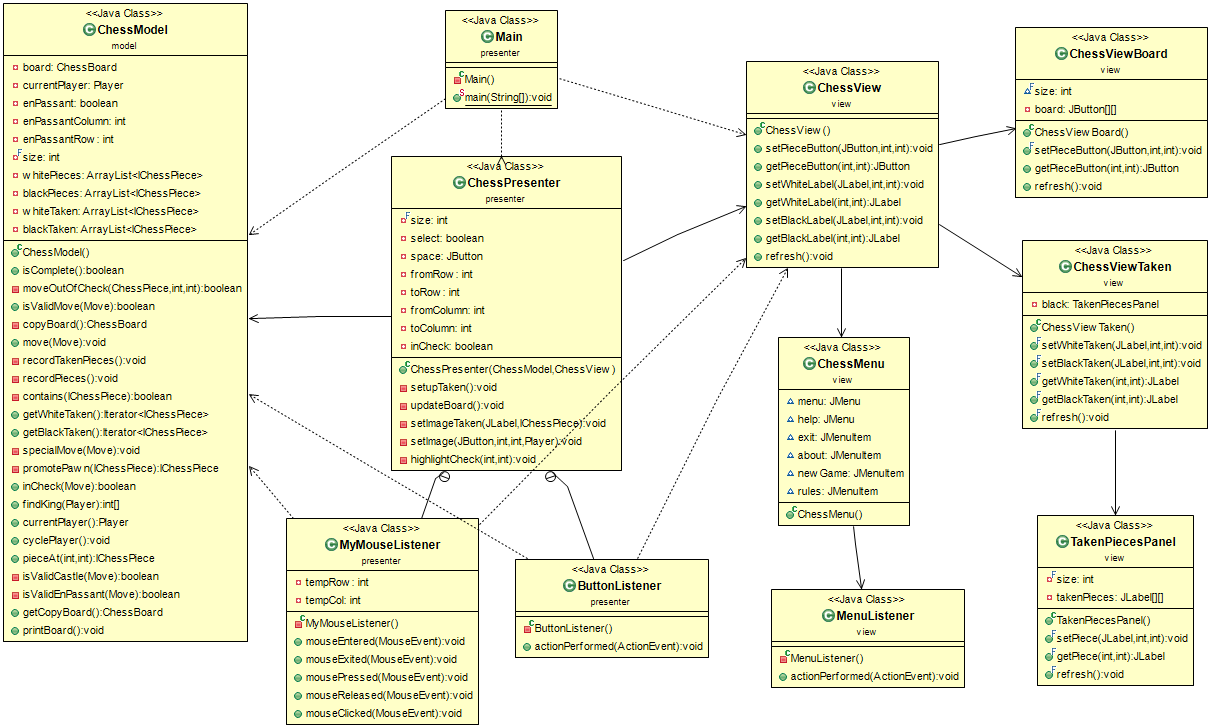 <<Java Class>>
ChessModel
model
board: ChessBoard
currentPlayer: Player
enPassant: boolean
enPassantColumn: int
enPassantRow: int
size: int
whitePieces: ArrayList<IChessPiece>
blackPieces: ArrayList<IChessPiece>
whiteTaken: ArrayList<IChessPiece>
blackTaken: ArrayList<IChessPiece>
ChessModel()
isComplete():boolean
moveOutOfCheck(ChessPiece,int,int):boolean
isValidMove(Move):boolean
copyBoard():ChessBoard
move(Move):void
recordTakenPieces():void
recordPieces():void
contains(IChessPiece):boolean
getWhiteTaken():Iterator<IChessPiece>
getBlackTaken():Iterator<IChessPiece>
specialMove(Move):void
promotePawn(IChessPiece):IChessPiece
inCheck(Move):boolean
findKing(Player):int[]
currentPlayer():Player
cyclePlayer():void
pieceAt(int,int):IChessPiece
isValidCastle(Move):boolean
isValidEnPassant(Move):boolean
getCopyBoard():ChessBoard
printBoard():void
<<Java Class>>
Main
presenter
Main()
main(String[]):void
<<Java Class>>
ChessPresenter
presenter
size: int
select: boolean
space: JButton
fromRow: int
toRow: int
fromColumn: int
toColumn: int
inCheck: boolean
ChessPresenter(ChessModel,ChessView)
setupTaken():void
updateBoard():void
setImageTaken(JLabel,IChessPiece):void
setImage(JButton,int,int,Player):void
highlightCheck(int,int):void
<<Java Class>>
MyMouseListener
presenter
tempRow: int
tempCol: int
MyMouseListener()
mouseEntered(MouseEvent):void
mouseExited(MouseEvent):void
mousePressed(MouseEvent):void
mouseReleased(MouseEvent):void
mouseClicked(MouseEvent):void
<<Java Class>>
ButtonListener
presenter
ButtonListener()
actionPerformed(ActionEvent):void
<<Java Class>>
ChessView
view
ChessView()
setPieceButton(JButton,int,int):void
getPieceButton(int,int):JButton
setWhiteLabel(JLabel,int,int):void
getWhiteLabel(int,int):JLabel
setBlackLabel(JLabel,int,int):void
getBlackLabel(int,int):JLabel
refresh():void
<<Java Class>>
ChessMenu
view
menu: JMenu
help: JMenu
exit: JMenuItem
about: JMenuItem
newGame: JMenuItem
rules: JMenuItem
ChessMenu()
<<Java Class>>
MenuListener
view
MenuListener()
actionPerformed(ActionEvent):void
<<Java Class>>
ChessViewBoard
view
size: int
board: JButton[][]
ChessViewBoard()
setPieceButton(JButton,int,int):void
getPieceButton(int,int):JButton
refresh():void
<<Java Class>>
ChessViewTaken
view
black: TakenPiecesPanel
ChessViewTaken()
setWhiteTaken(JLabel,int,int):void
setBlackTaken(JLabel,int,int):void
getWhiteTaken(int,int):JLabel
getBlackTaken(int,int):JLabel
refresh():void
<<Java Class>>
TakenPiecesPanel
view
size: int
takenPieces: JLabel[][]
TakenPiecesPanel()
setPiece(JLabel,int,int):void
getPiece(int,int):JLabel
refresh():void